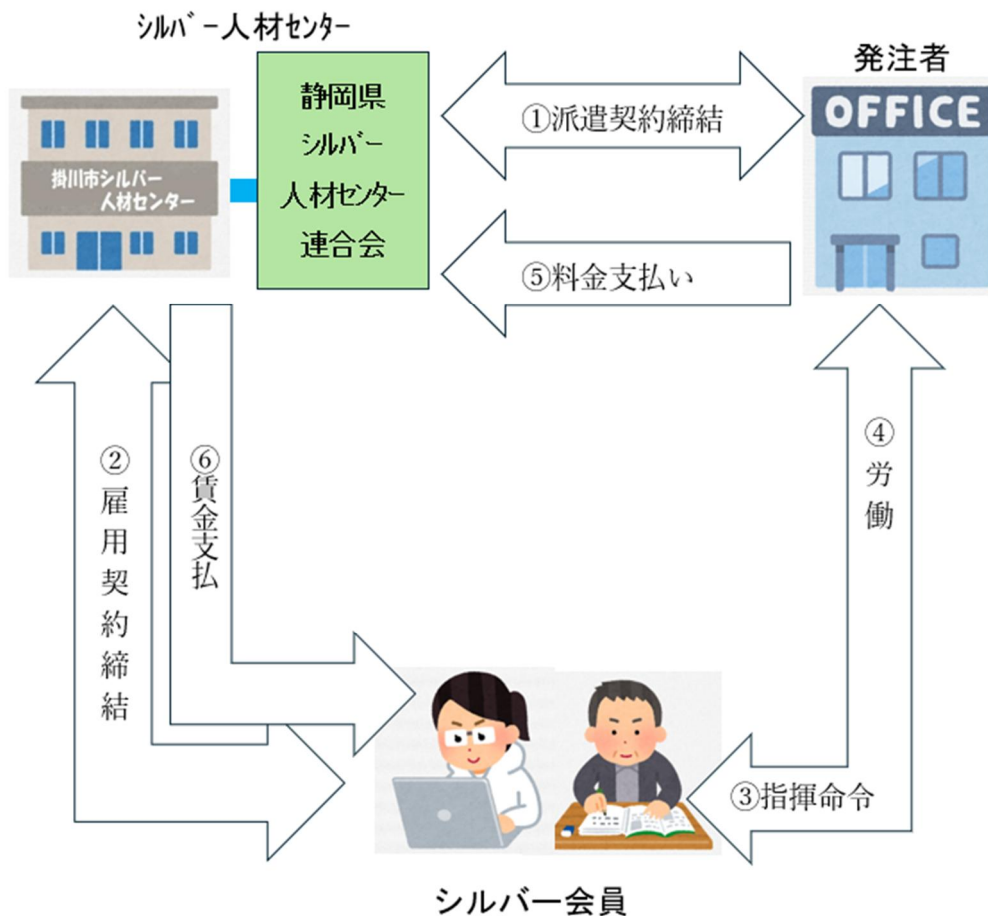 シルバー人材センター
発注者
掛川市シルバー
人材センター
静岡県
シルバー
人材センター
連合会
OFFICE
①派遣契約締結
⑤料金支払い
②雇用契約締結
⑥賃金支払
④労働
③指揮命令
シルバー会員